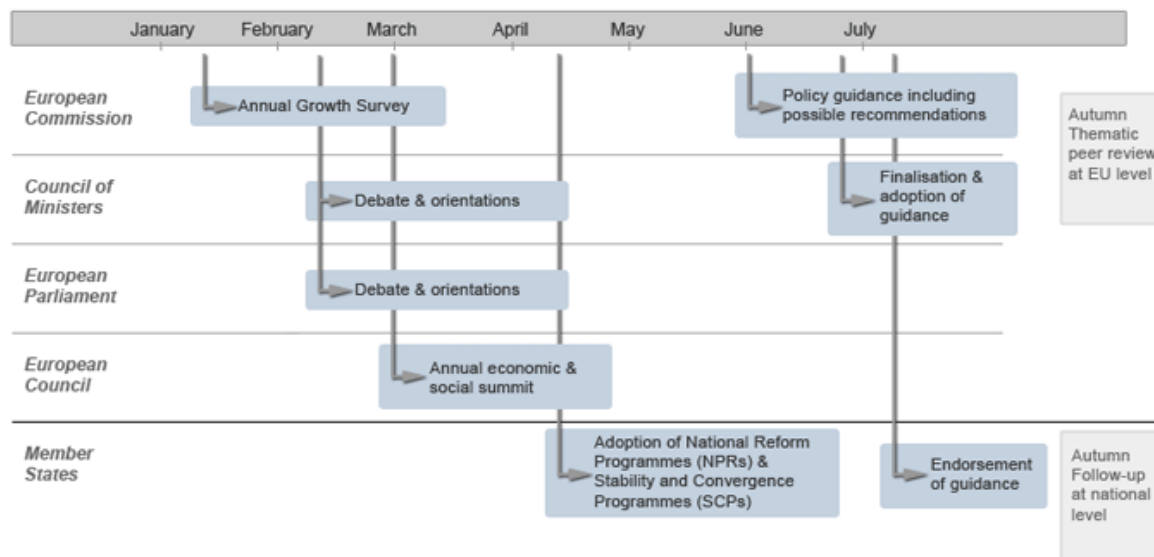 January February March April May June July
European
Commission
Annual Growth Survey
Policy guidance including
possible recommendations
Autumn
Thematic
peer review
at EU level
Council of
Ministers
Debate & orientations
Finalisation &
adoption of
guidance
European
Parliament
Debate & orientations
European
Council
Annual economic &
social summit
Member
States
Adoption of National Reform
Programmes (NPRs) &
Stability and Convergence
Programmes (SCPs)
Endorsement
of guidance
Autumn
Follow-up
at national
level